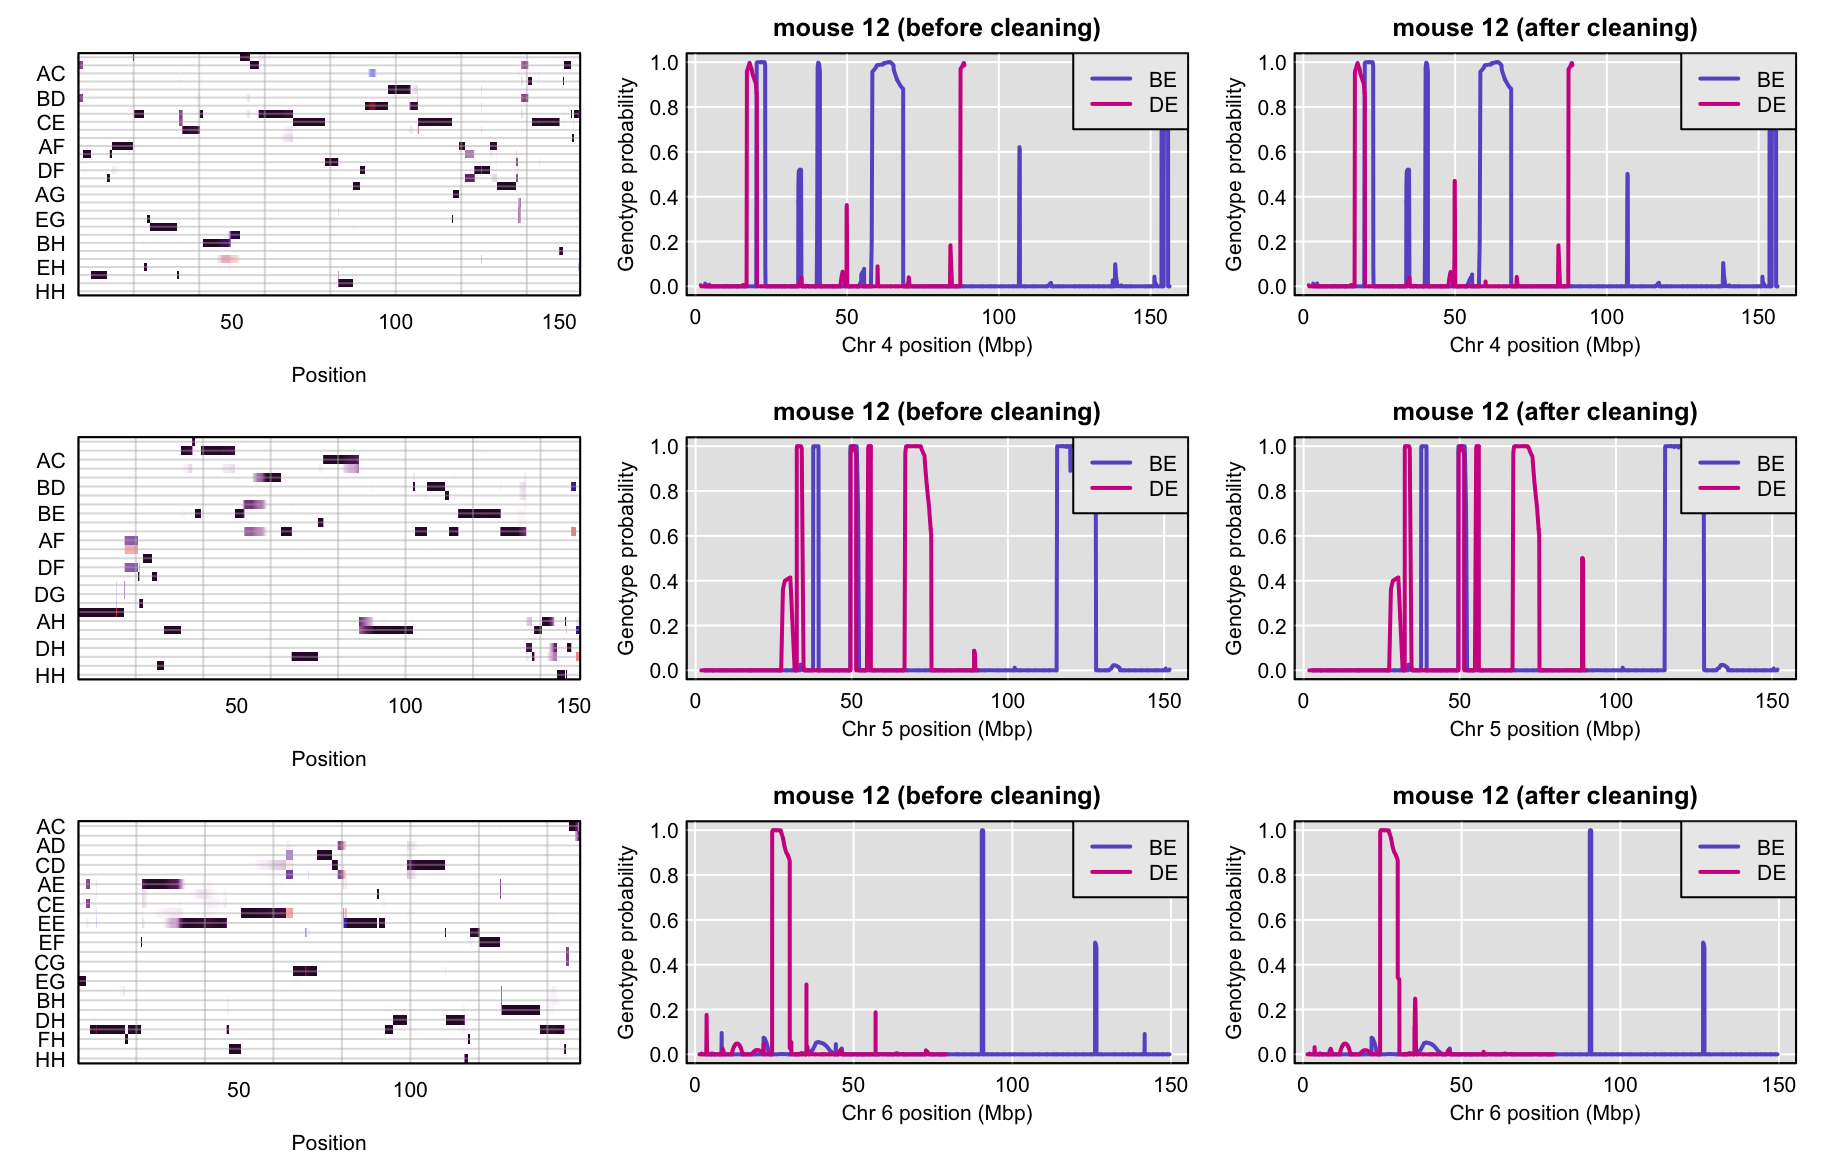 mouse 12 (before cleaning)
mouse 12 (after cleaning)
AC
BD
CE
AF
DF
AG
EG
BH
EH
HH
50
100
150
Position
Genotype probability
1.0
0.8
0.6
0.4
0.2
0.0
BE
DE
0
50
100
150
Chr 4 position (Mbp)
Genotype probability
1.0
0.8
0.6
0.4
0.2
0.0
BE
DE
0
50
100
150
Chr 4 position (Mbp)
mouse 12 (before cleaning)
mouse 12 (after cleaning)
AC
BD
BE
AF
DF
DG
AH
DH
HH
50
100
150
Position
Genotype probability
1.0
0.8
0.6
0.4
0.2
0.0
BE
DE
0
50
100
150
Chr 5 position (Mbp)
Genotype probability
1.0
0.8
0.6
0.4
0.2
0.0
BE
DE
0
50
100
150
Chr 5 position (Mbp)
mouse 12 (before cleaning)
mouse 12 (after cleaning)
AC
AD
CD
AE
CE
EE
EF
CG
EG
BH
DH
FH
HH
50
100
Position
Genotype probability
1.0
0.8
0.6
0.4
0.2
0.0
BE
DE
0
50
100
150
Chr 6 position (Mbp)
Genotype probability
1.0
0.8
0.6
0.4
0.2
0.0
BE
DE
0
50
100
150
Chr 6 position (Mbp)